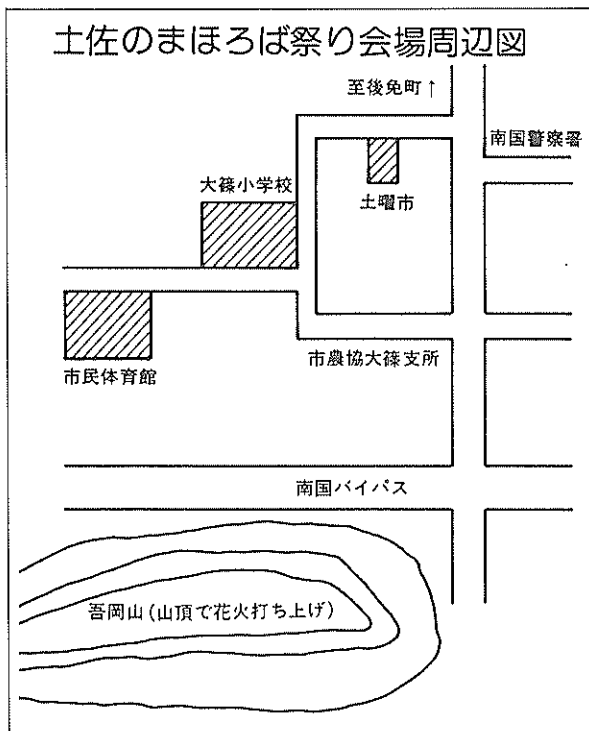 土佐のまほろば祭り会場周辺図
至後免町↑
南国警察署
大篠小学校
土曜市
市農協大篠支所
市民体育館
南国バイパス
吾岡山(山頂で花火打ち上げ)